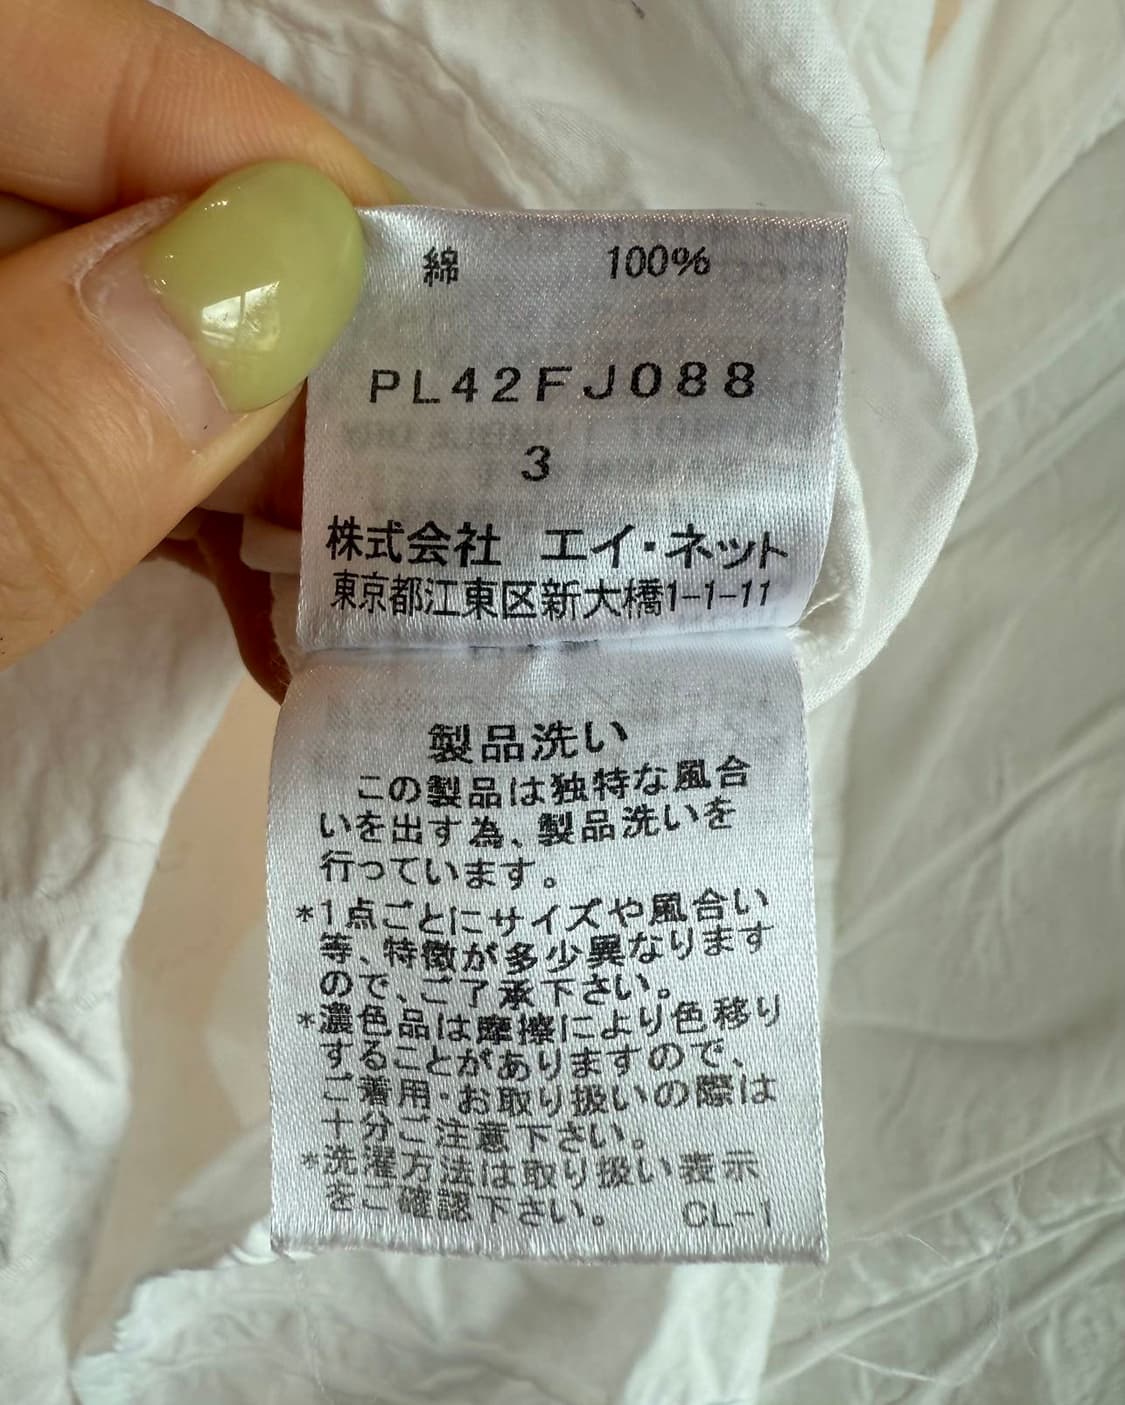 綿 100%
PL42FJ088
3
株式会社 エイ・ネット
東京都江東区新大橋1-1-11
製品洗い
この製品は独特な風合
いを出す為、製品洗いを
行っています。
*1点ごとにサイズや風合い
等、特徴が多少異なります
ので、ご了承下さい。
*濃色品は摩擦により色移り
することがありますので、
ご着用・お取り扱いの際は
十分ご注意下さい。
*洗濯方法は取り扱い表示
をご確認下さい。 CL-1